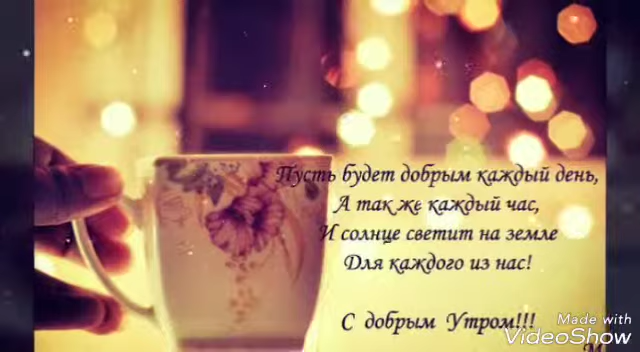 Пусть будет добрым каждый день,
А так же каждый час,
И солнце светит на земле
Для каждого из нас!
С добрым Утром!!!
Made with
VideoShow
М